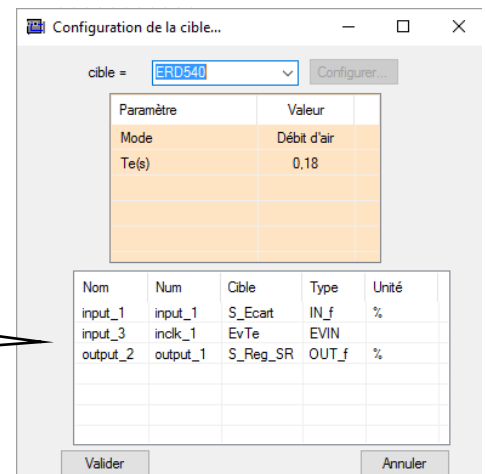 Configuration de la cible...
cible = ERD540 Configurer...
Paramètre Valeur
Mode Débit d'air
Te(s) 0,18
Nom Num Cible Type Unité
input_1 input_1 S_Ecart IN_f %
input_3 inclk_1 EvTe EVIN
output_2 output_1 S_Reg_SR OUT_f %
Valider Annuler